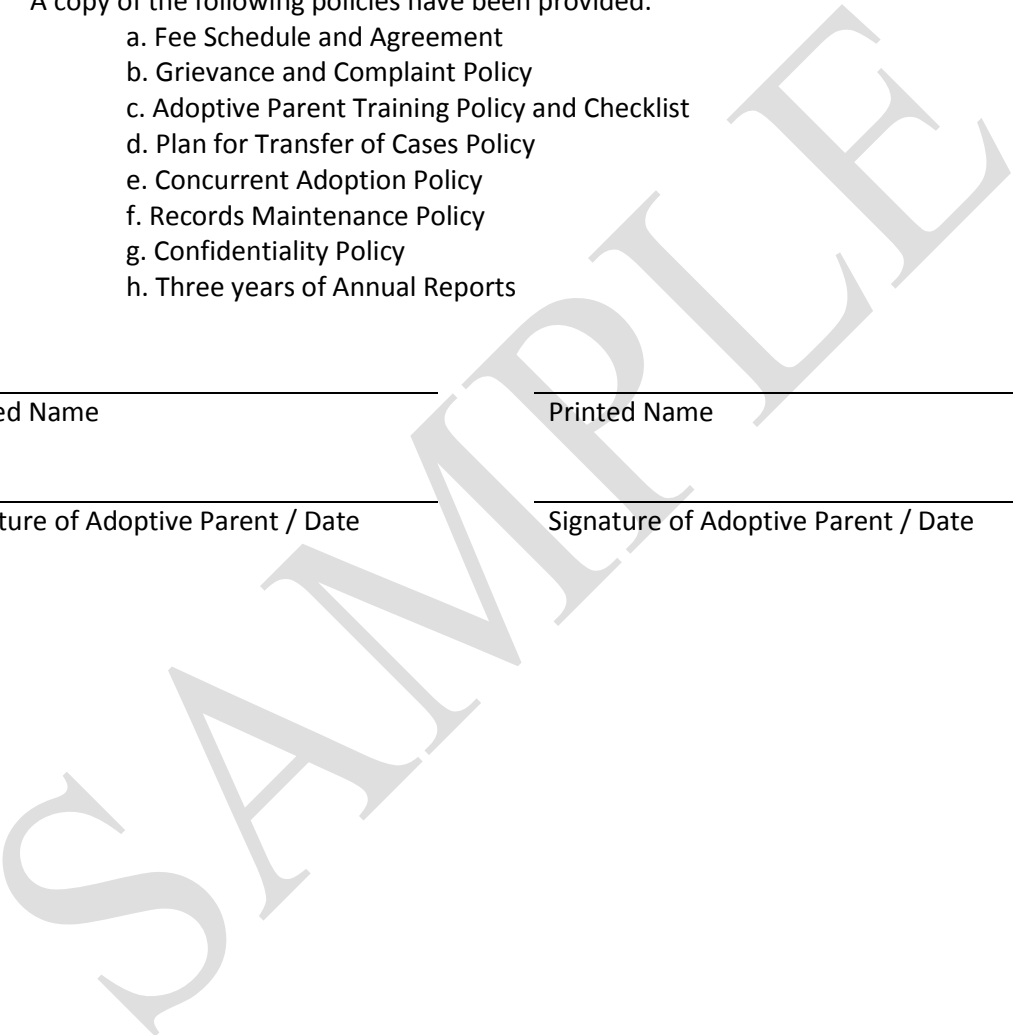 A copy of the following policies have been provided:
a. Fee Schedule and Agreement
b. Grievance and Complaint Policy
c. Adoptive Parent Training Policy and Checklist
d. Plan for Transfer of Cases Policy
e. Concurrent Adoption Policy
f. Records Maintenance Policy
g. Confidentiality Policy
h. Three years of Annual Reports
ed Name Printed Name
ture of Adoptive Parent / Date Signature of Adoptive Parent / Date
SAMPLE